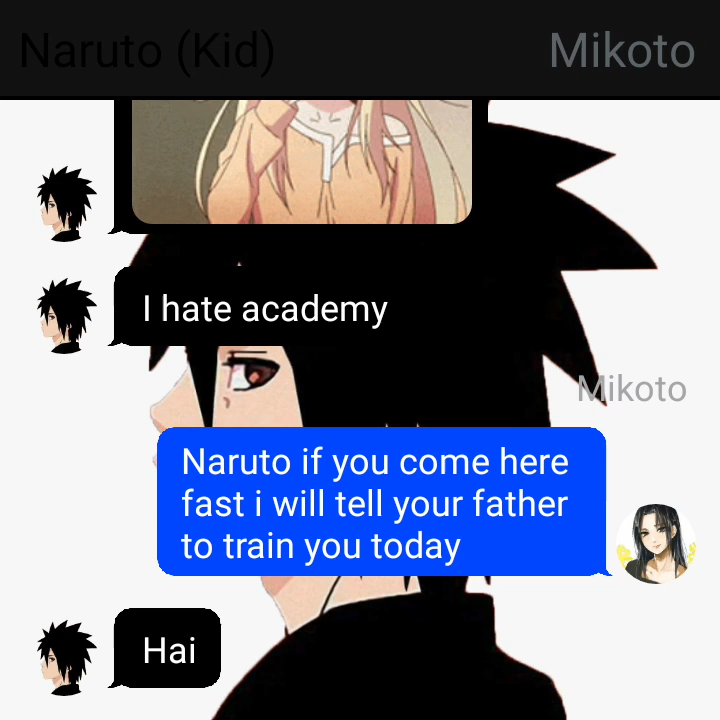 Naruto (Kid)
Mikoto
I hate academy
Mikoto
Naruto if you come here
fast i will tell your father
to train you today
Hai